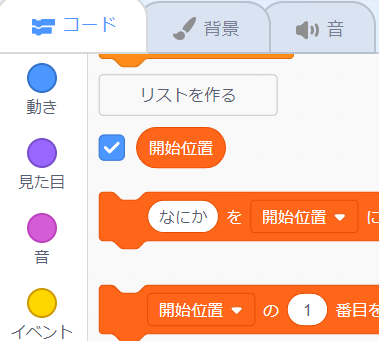 コード
背景
音
動き
見た目
音
イベント
リストを作る
開始位置
なにか を 開始位置 に
開始位置 の 1 番目を